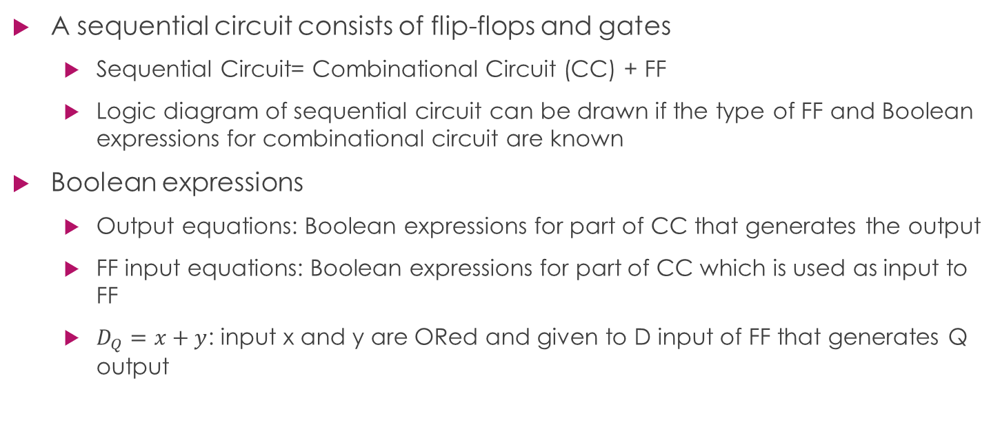 A sequential circuit consists of flip-flops and gates
Sequential Circuit= Combinational Circuit (CC) + FF
Logic diagram of sequential circuit can be drawn if the type of FF and Boolean
expressions for combinational circuit are known
Boolean expressions
Output equations: Boolean expressions for part of CC that generates the output
FF input equations: Boolean expressions for part of CC which is used as input to
FF
D_Q = x + y: input x and y are ORed and given to D input of FF that generates Q
output